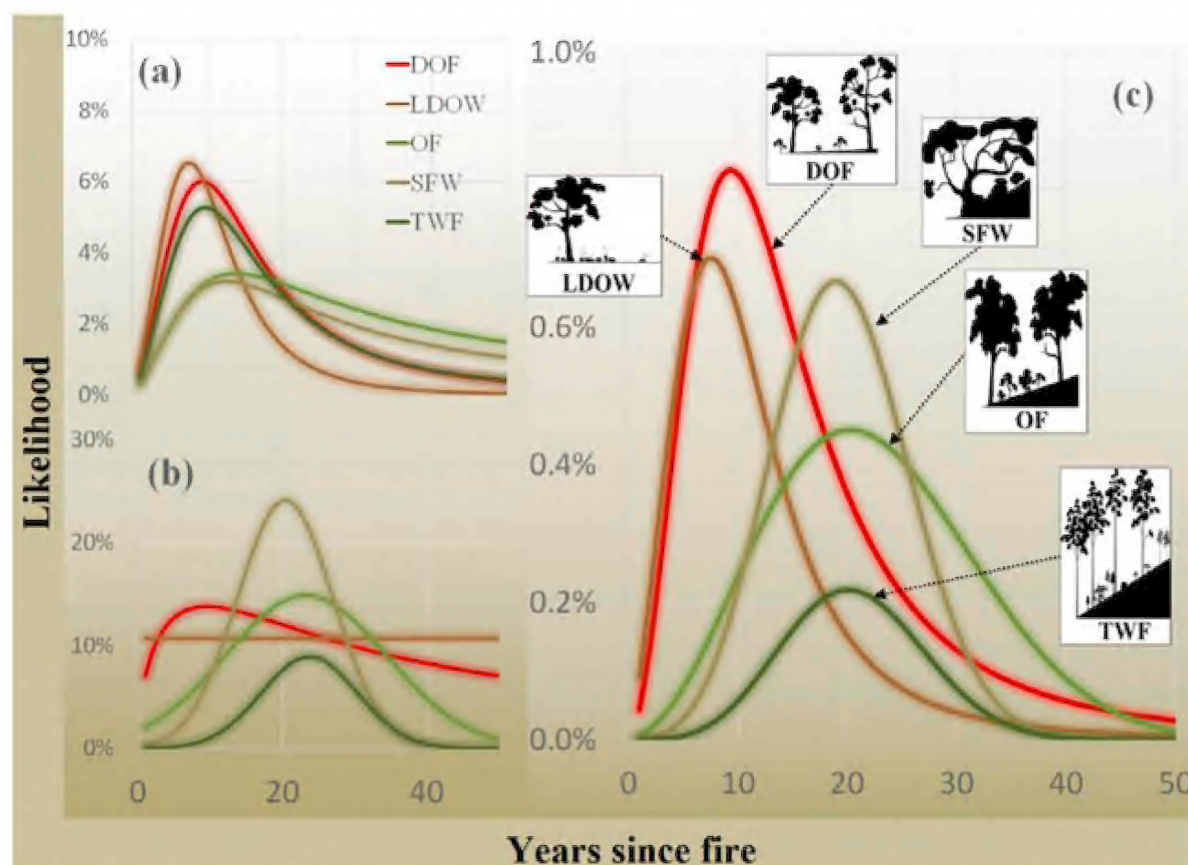 Likelihood
10%
8%
6%
4%
2%
0%
(a)
DOF
LDOW
OF
SFW
TWF
30%
20%
10%
0%
(b)
0
20
40
1.0%
0.6%
0.4%
0.2%
0.0%
(c)
LDOW
DOF
SFW
OF
TWF
0
10
20
30
40
50
Years since fire